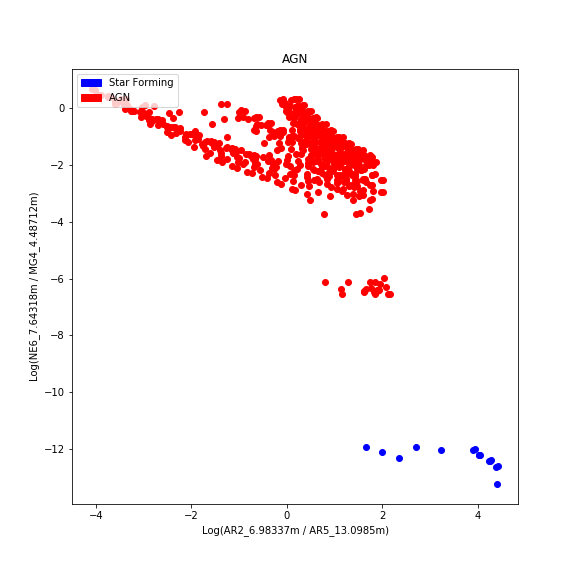 AGN
Star Forming
AGN
0
−2
−4
−6
−8
−10
−12
Log(NE6_7.64318m / MG4_4.48712m)
−4
−2
0
2
4
Log(AR2_6.98337m / AR5_13.0985m)